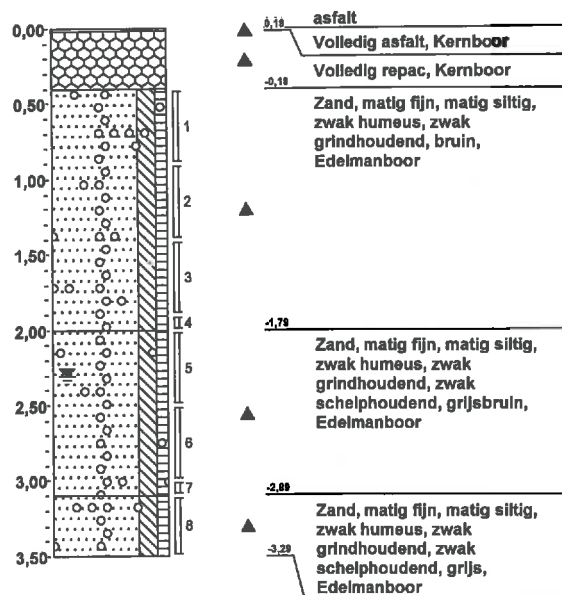 0,00
0,50
1,00
1,50
2,00
2,50
3,00
3,50
1
2
3
4
5
6
7
8
0,19
asfalt
Volledig asfalt, Kernboor
Volledig repac, Kernboor
-0,18
Zand, matig fijn, matig siltig,
zwak humeus, zwak
grindhoudend, bruin,
Edelmanboor
-1,79
Zand, matig fijn, matig siltig,
zwak humeus, zwak
grindhoudend, zwak
schelphoudend, grijsbruin,
Edelmanboor
-2,89
Zand, matig fijn, matig siltig,
zwak humeus, zwak
grindhoudend, zwak
schelphoudend, grijs,
Edelmanboor
-3,29